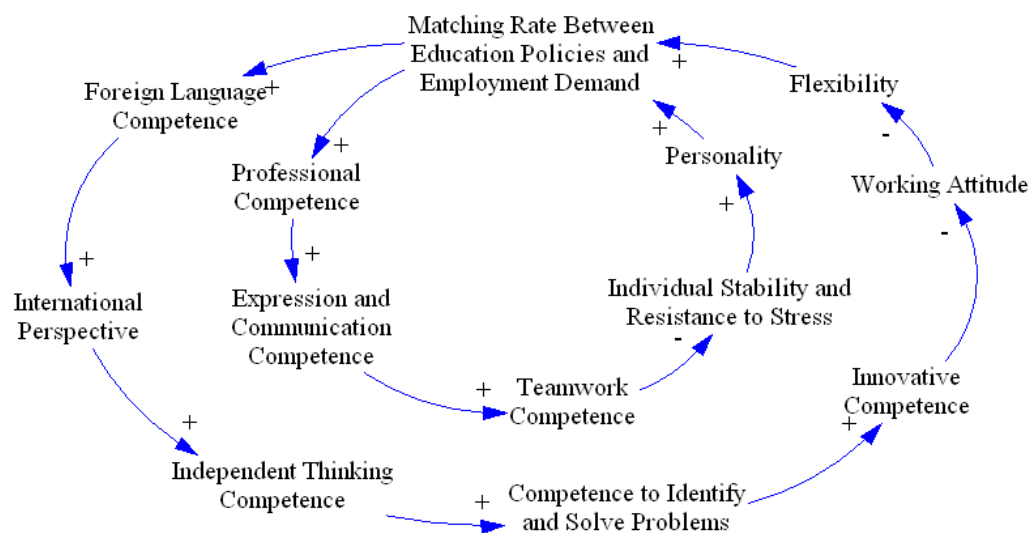 Matching Rate Between
Education Policies and
Employment Demand
+
+
Foreign Language
Competence
+
Flexibility
-
Professional
Competence
+
Personality
+
+
Working Attitude
-
International
Perspective
+
Expression and
Communication
Competence
+
Individual Stability and
Resistance to Stress
-
Teamwork
Competence
+
Innovative
Competence
+
Independent Thinking
Competence
+
Competence to Identify
and Solve Problems
+